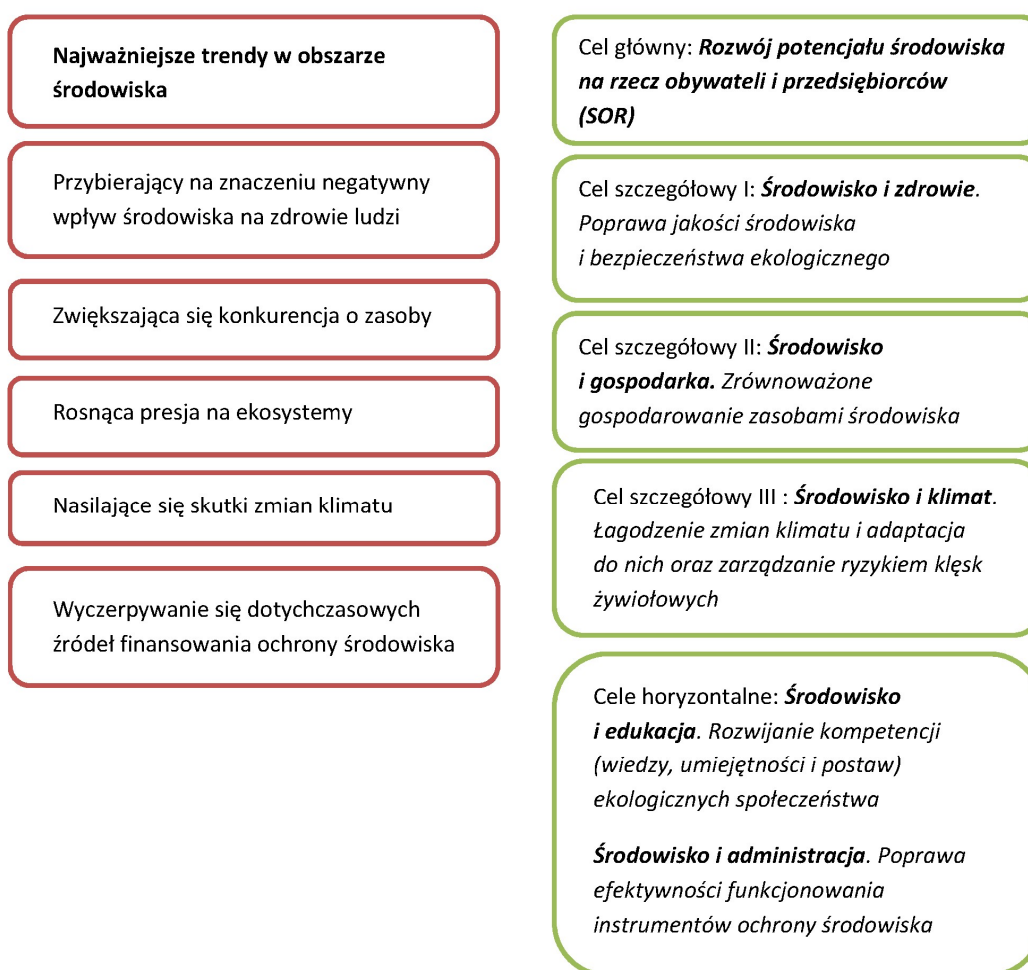 Najważniejsze trendy w obszarze
środowiska
Przybierający na znaczeniu negatywny
wpływ środowiska na zdrowie ludzi
Zwiększająca się konkurencja o zasoby
Rosnąca presja na ekosystemy
Nasilające się skutki zmian klimatu
Wyczerpywanie się dotychczasowych
źródeł finansowania ochrony środowiska
Cel główny: Rozwój potencjału środowiska
na rzecz obywateli i przedsiębiorców
(SOR)
Cel szczegółowy I: Środowisko i zdrowie.
Poprawa jakości środowiska
i bezpieczeństwa ekologicznego
Cel szczegółowy II: Środowisko
i gospodarka. Zrównoważone
gospodarowanie zasobami środowiska
Cel szczegółowy III : Środowisko i klimat.
Łagodzenie zmian klimatu i adaptacja
do nich oraz zarządzanie ryzykiem klęsk
żywiołowych
Cele horyzontalne: Środowisko
i edukacja. Rozwijanie kompetencji
(wiedzy, umiejętności i postaw)
ekologicznych społeczeństwa
Środowisko i administracja. Poprawa
efektywności funkcjonowania
instrumentów ochrony środowiska